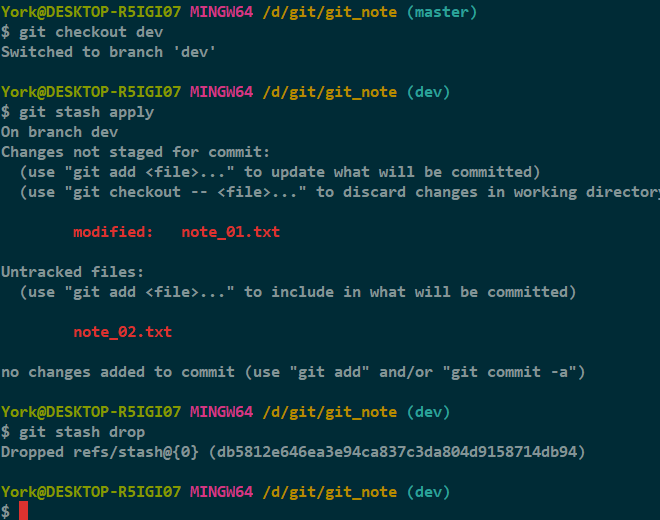 York@DESKTOP-R5IGI07 MINGW64 /d/git/git_note (master)
$ git checkout dev
Switched to branch 'dev'
York@DESKTOP-R5IGI07 MINGW64 /d/git/git_note (dev)
$ git stash apply
On branch dev
Changes not staged for commit:
  (use "git add <file>..." to update what will be committed)
  (use "git checkout -- <file>..." to discard changes in working directory
        modified:   note_01.txt
Untracked files:
  (use "git add <file>..." to include in what will be committed)
        note_02.txt
no changes added to commit (use "git add" and/or "git commit -a")
York@DESKTOP-R5IGI07 MINGW64 /d/git/git_note (dev)
$ git stash drop
Dropped refs/stash@{0} (db5812e646ea3e94ca837c3da804d9158714db94)
York@DESKTOP-R5IGI07 MINGW64 /d/git/git_note (dev)
$